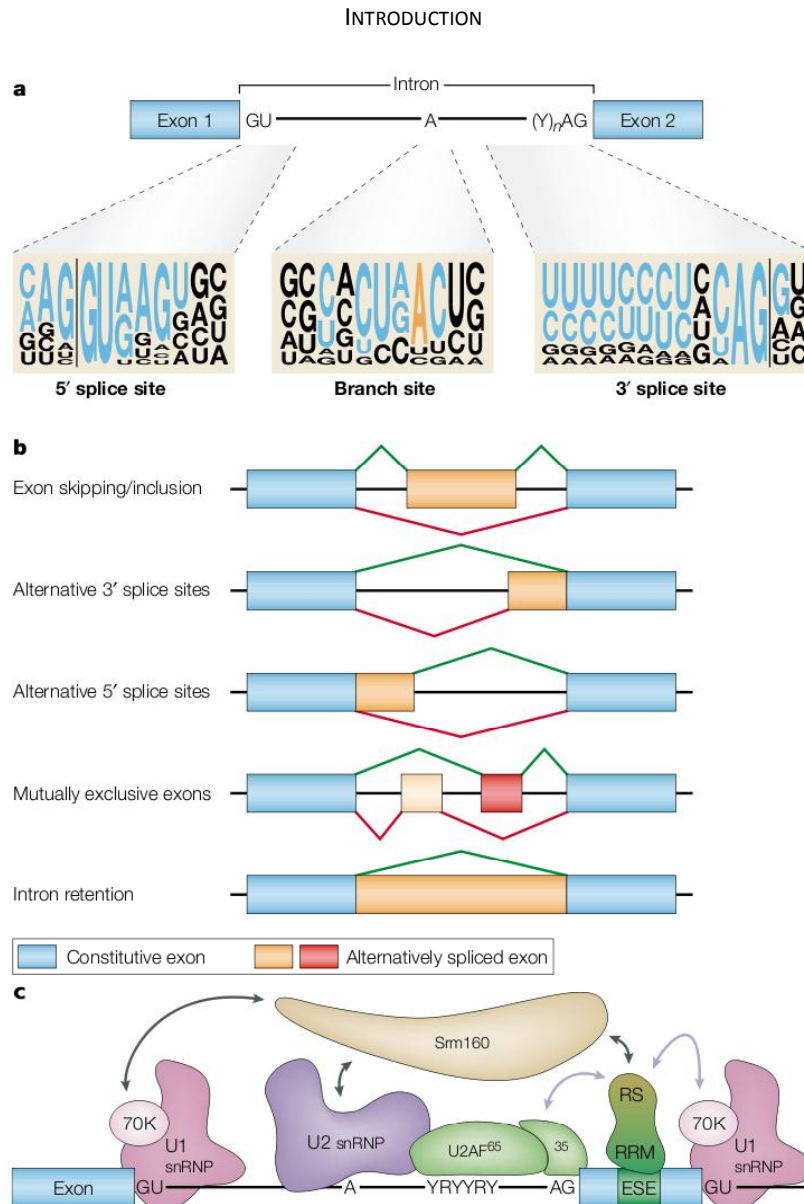 INTRODUCTION
a
Intron
Exon 1 GU A (Y)nAG Exon 2
5′ splice site Branch site 3′ splice site
b
Exon skipping/inclusion
Alternative 3′ splice sites
Alternative 5′ splice sites
Mutually exclusive exons
Intron retention
Constitutive exon Alternatively spliced exon
c
Srm160
RS
70K U2 snRNP U2AF65 35 70K
U1 RRM U1
snRNP snRNP
Exon GU A YRYYRY AG ESE GU